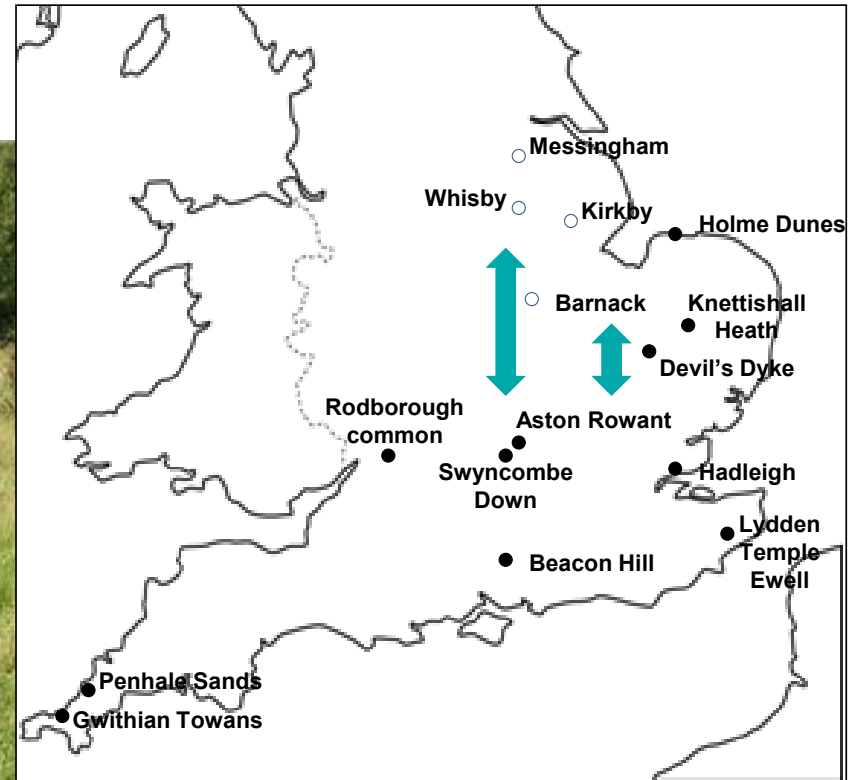 Messingham
Whisby
Kirkby
Holme Dunes
Barnack
Knettishall
Heath
Devil's Dyke
Rodborough
common
Aston Rowant
Swyncombe
Down
Hadleigh
Lydden
Temple
Ewell
Beacon Hill
Penhale Sands
Gwithian Towans